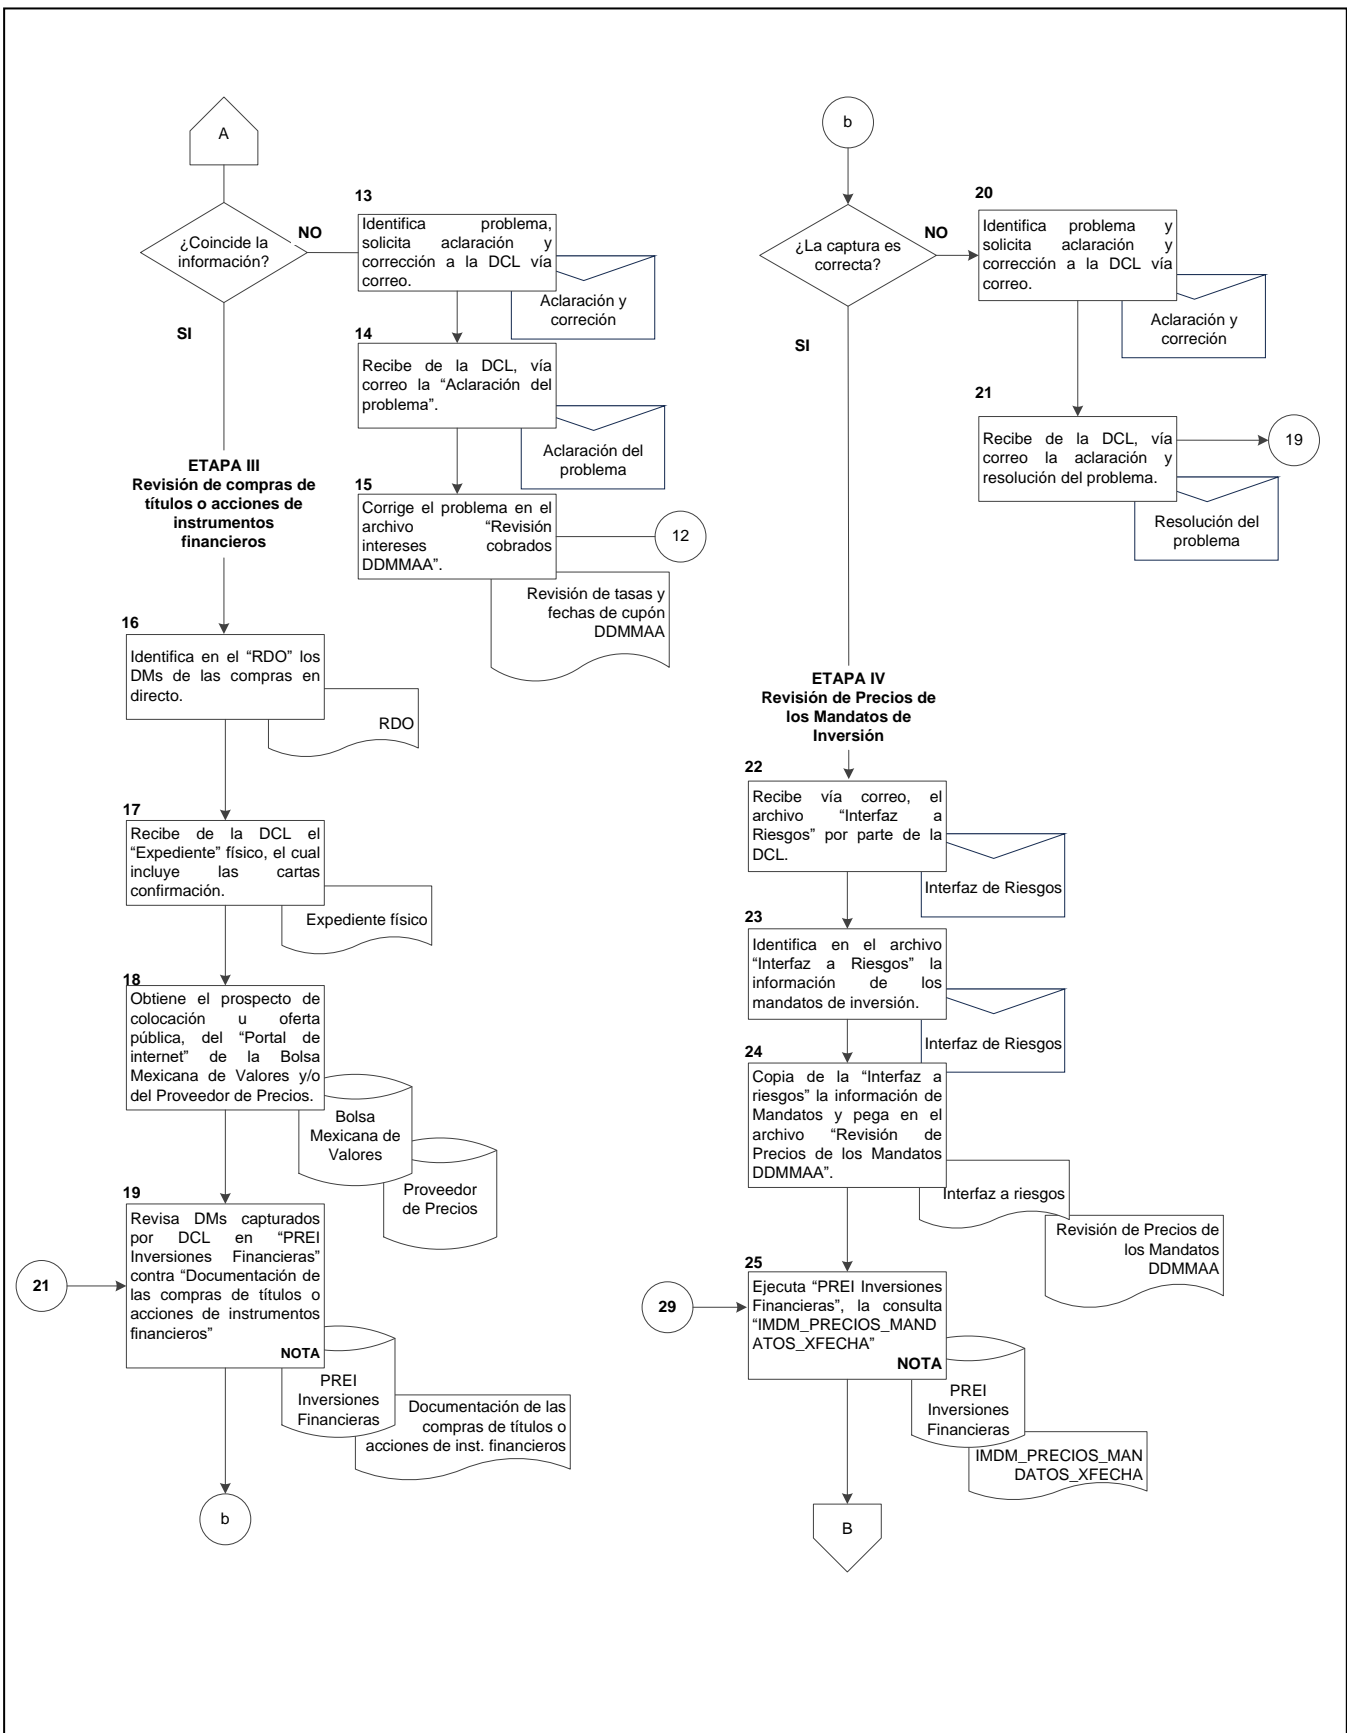 A
¿Coincide la
información?
NO
SI
13
Identifica problema,
solicita aclaración y
corrección a la DCL vía
correo.
Aclaración y
correción
14
Recibe de la DCL, vía
correo la “Aclaración del
problema”.
Aclaración del
problema
15
Corrige el problema en el
archivo “Revisión
intereses cobrados
DDMMAA”.
12
Revisión de tasas y
fechas de cupón
DDMMAA
ETAPA III
Revisión de compras de
títulos o acciones de
instrumentos
financieros
16
Identifica en el “RDO” los
DMs de las compras en
directo.
RDO
17
Recibe de la DCL el
“Expediente” físico, el cual
incluye las cartas
confirmación.
Expediente físico
18
Obtiene el prospecto de
colocación u oferta
pública, del “Portal de
internet” de la Bolsa
Mexicana de Valores y/o
del Proveedor de Precios.
Bolsa
Mexicana de
Valores
Proveedor
de Precios
19
Revisa DMs capturados
por DCL en “PREI
Inversiones Financieras”
contra “Documentación de
las compras de títulos o
acciones de instrumentos
financieros”
NOTA
21
PREI
Inversiones
Financieras
Documentación de las
compras de títulos o
acciones de inst. financieros
b
b
¿La captura es
correcta?
NO
SI
20
Identifica problema y
solicita aclaración y
corrección a la DCL vía
correo.
Aclaración y
correción
21
Recibe de la DCL, vía
correo la aclaración y
resolución del problema.
19
Resolución del
problema
ETAPA IV
Revisión de Precios de
los Mandatos de
Inversión
22
Recibe vía correo, el
archivo “Interfaz a
Riesgos” por parte de la
DCL.
Interfaz de Riesgos
23
Identifica en el archivo
“Interfaz a Riesgos” la
información de los
mandatos de inversión.
Interfaz de Riesgos
24
Copia de la “Interfaz a
riesgos” la información de
Mandatos y pega en el
archivo “Revisión de
Precios de los Mandatos
DDMMAA”.
Interfaz a riesgos
Revisión de Precios de
los Mandatos
DDMMAA
25
Ejecuta “PREI Inversiones
Financieras”, la consulta
“IMDM_PRECIOS_MAND
ATOS_XFECHA”
NOTA
29
PREI
Inversiones
Financieras
IMDM_PRECIOS_MAN
DATOS_XFECHA
B